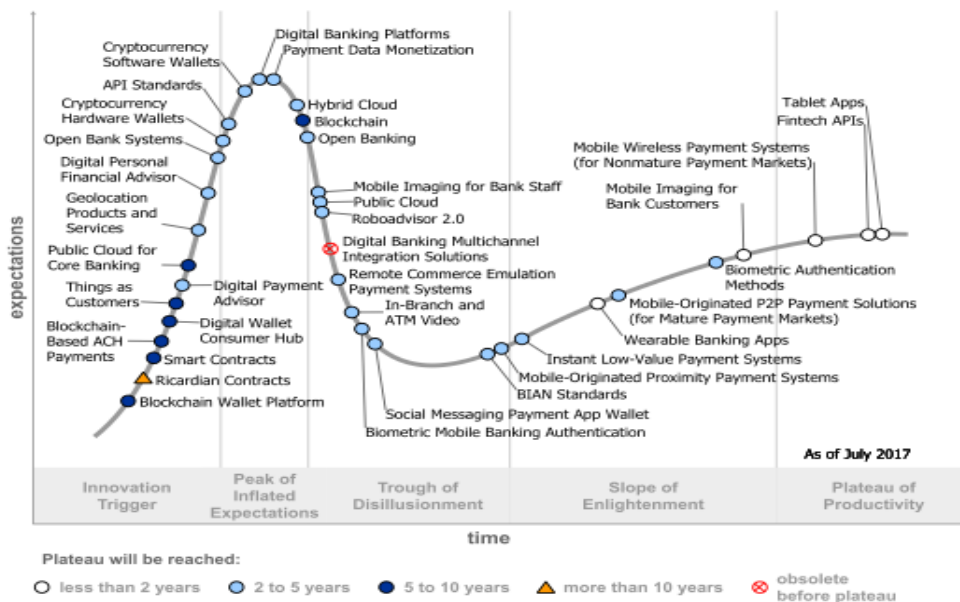 Digital Banking Platforms
Payment Data Monetization
Cryptocurrency
Software Wallets
API Standards
Cryptocurrency
Hardware Wallets
Open Bank Systems
Digital Personal
Financial Advisor
Geolocation
Products and
Services
Public Cloud for
Core Banking
Things as
Customers
Blockchain-
Based ACH
Payments
Digital Payment
Advisor
Digital Wallet
Consumer Hub
Smart Contracts
Ricardian Contracts
Blockchain Wallet Platform
Hybrid Cloud
Blockchain
Open Banking
Mobile Imaging for Bank Staff
Public Cloud
Roboadvisor 2.0
Digital Banking Multichannel
Integration Solutions
Remote Commerce Emulation
Payment Systems
In-Branch and
ATM Video
Social Messaging Payment App Wallet
Biometric Mobile Banking Authentication
BIAN Standards
Mobile-Originated Proximity Payment Systems
Instant Low-Value Payment Systems
Wearable Banking Apps
Mobile-Originated P2P Payment Solutions
(for Mature Payment Markets)
Biometric Authentication
Methods
Mobile Imaging for
Bank Customers
Mobile Wireless Payment Systems
(for Nonmature Payment Markets)
Tablet Apps
Fintech APIs
As of July 2017
expectations
Innovation
Trigger
Peak of
Inflated
Expectations
Trough of
Disillusionment
Slope of
Enlightenment
Plateau of
Productivity
time
Plateau will be reached:
less than 2 years
2 to 5 years
5 to 10 years
more than 10 years
obsolete
before plateau